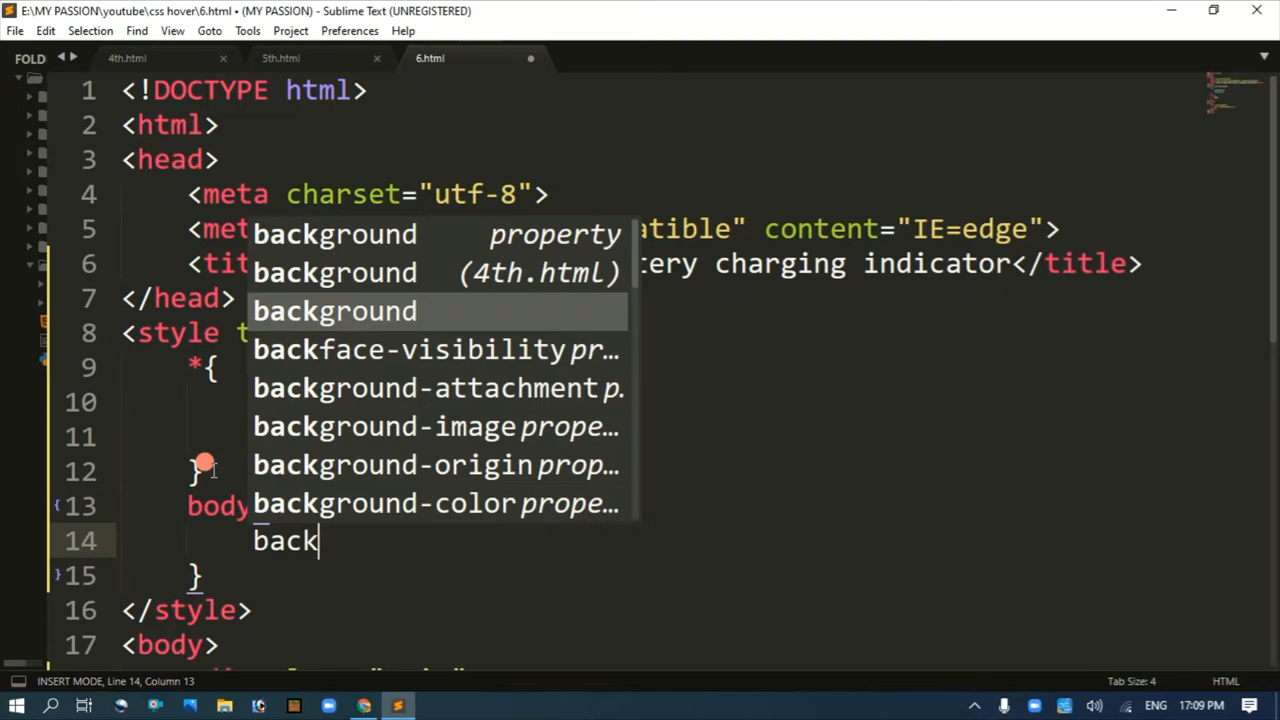 E:\MY PASSION\youtube\css hover\6.html • (MY PASSION) - Sublime Text (UNREGISTERED)
File Edit Selection Find View Goto Tools Project Preferences Help
FOLD 4th.html 5th.html 6.html
1 <!DOCTYPE html>
2 <html>
3 <head>
4 <meta charset="utf-8">
5 <met atible" content="IE=edge">
background property
6 <tit tery charging indicator</title>
background (4th.html)
7 </head>
background
8 <style t
backface-visibility pr…
9 *{
background-attachment p.
10
background-image prope…
11
background-origin prop…
12 }
background-color prope…
13 body
14 back
15 }
16 </style>
17 <body>
INSERT MODE, Line 14, Column 13 Tab Size: 4 HTML
ENG 17:09 PM